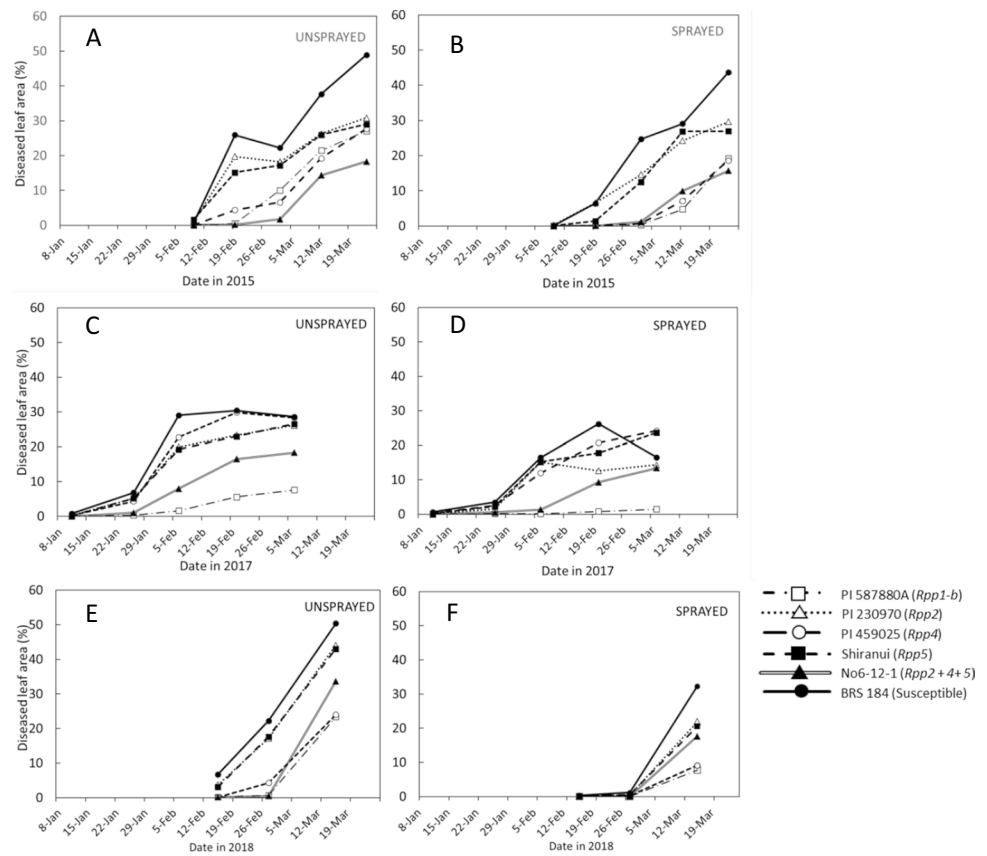 A
UNSPRAYED
Diseased leaf area (%)
60
50
40
30
20
10
0
8-Jan
15-Jan
22-Jan
29-Jan
5-Feb
12-Feb
19-Feb
26-Feb
5-Mar
12-Mar
19-Mar
Date in 2015
B
SPRAYED
60
50
40
30
20
10
0
8-Jan
15-Jan
22-Jan
29-Jan
5-Feb
12-Feb
19-Feb
26-Feb
5-Mar
12-Mar
19-Mar
Date in 2015
C
UNSPRAYED
Diseased leaf area (%)
60
50
40
30
20
10
0
8-Jan
15-Jan
22-Jan
29-Jan
5-Feb
12-Feb
19-Feb
26-Feb
5-Mar
12-Mar
19-Mar
Date in 2017
D
SPRAYED
60
50
40
30
20
10
0
8-Jan
15-Jan
22-Jan
29-Jan
5-Feb
12-Feb
19-Feb
26-Feb
5-Mar
12-Mar
19-Mar
Date in 2017
E
UNSPRAYED
Diseased leaf area (%)
60
50
40
30
20
10
0
8-Jan
15-Jan
22-Jan
29-Jan
5-Feb
12-Feb
19-Feb
26-Feb
5-Mar
12-Mar
19-Mar
Date in 2018
F
SPRAYED
60
50
40
30
20
10
0
8-Jan
15-Jan
22-Jan
29-Jan
5-Feb
12-Feb
19-Feb
26-Feb
5-Mar
12-Mar
19-Mar
Date in 2018
PI 587880A (Rpp1-b)
PI 230970 (Rpp2)
PI 459025 (Rpp4)
Shiranui (Rpp5)
No6-12-1 (Rpp2 + 4+ 5)
BRS 184 (Susceptible)